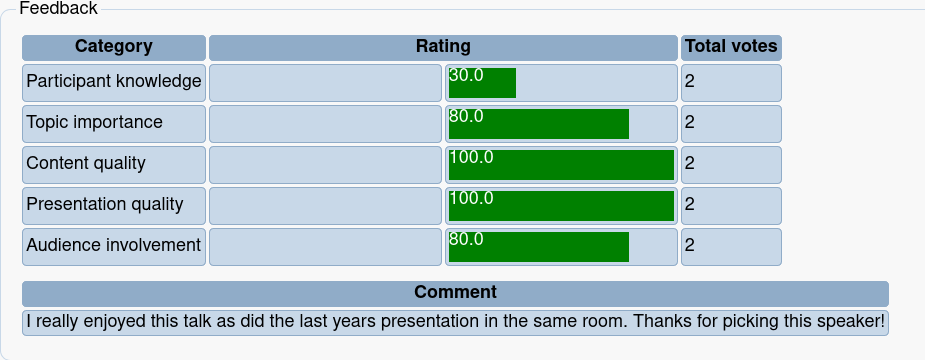 Feedback
Category Rating Total votes
Participant knowledge 30.0 2
Topic importance 80.0 2
Content quality 100.0 2
Presentation quality 100.0 2
Audience involvement 80.0 2
Comment
I really enjoyed this talk as did the last years presentation in the same room. Thanks for picking this speaker!